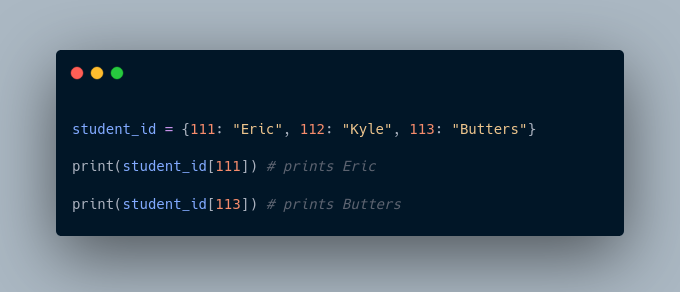 student_id = {111: "Eric", 112: "Kyle", 113: "Butters"}
print(student_id[111]) # prints Eric
print(student_id[113]) # prints Butters